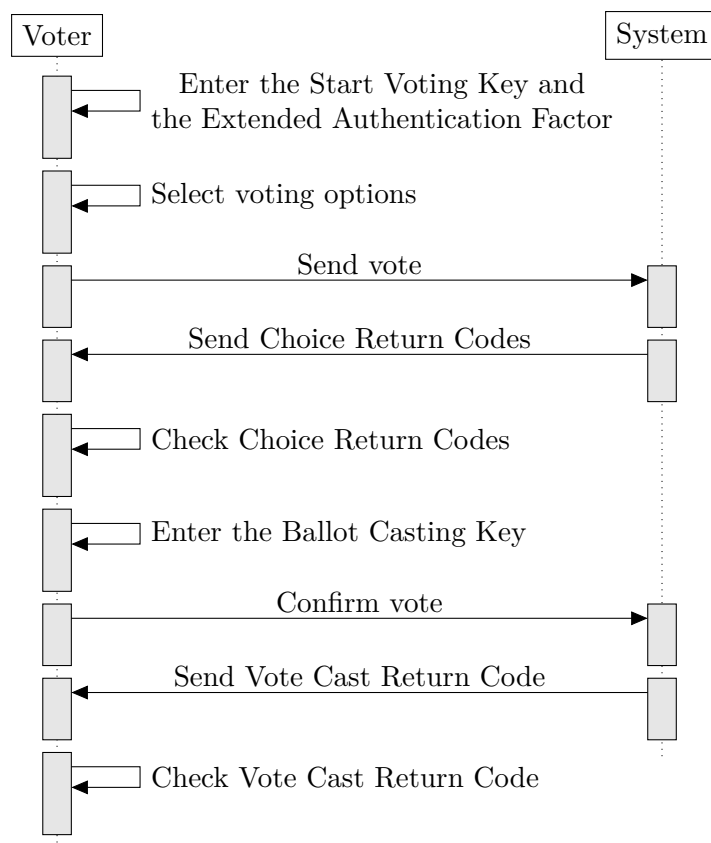 Voter
System
Enter the Start Voting Key and
the Extended Authentication Factor
Select voting options
Send vote
Send Choice Return Codes
Check Choice Return Codes
Enter the Ballot Casting Key
Confirm vote
Send Vote Cast Return Code
Check Vote Cast Return Code